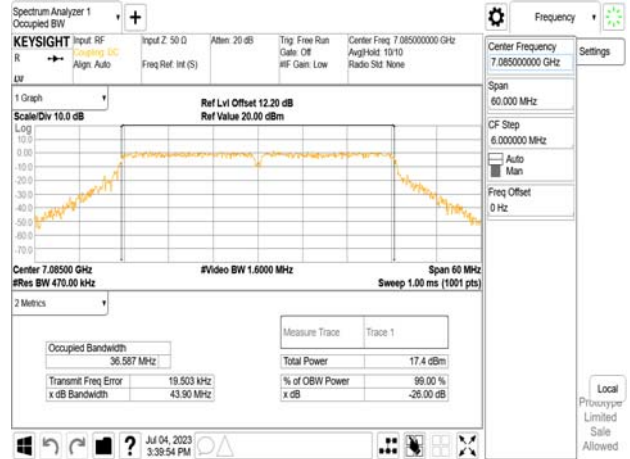 Spectrum Analyzer 1
Occupied BW
Frequency
KEYSIGHT
R
Input: RF
Coupling: DC
Align: Auto
Input Z: 50 Ω
Freq Ref: Int (S)
Atten: 20 dB
Trig: Free Run
Gate: Off
#IF Gain: Low
Center Freq: 7.085000000 GHz
Avg|Hold: 10/10
Radio Std: None
Center Frequency
7.085000000 GHz
Settings
Span
60.000 MHz
CF Step
6.000000 MHz
Auto
Man
Freq Offset
0 Hz
1 Graph
Scale/Div 10.0 dB
Ref Lvl Offset 12.20 dB
Ref Value 20.00 dBm
Log
10.0
0.00
-10.0
-20.0
-30.0
-40.0
-50.0
-60.0
-70.0
Center 7.08500 GHz
#Res BW 470.00 kHz
#Video BW 1.6000 MHz
Span 60 MHz
Sweep 1.00 ms (1001 pts)
2 Metrics
Measure Trace Trace 1
Occupied Bandwidth
36.587 MHz
Total Power 17.4 dBm
Transmit Freq Error 19.503 kHz
% of OBW Power 99.00 %
x dB Bandwidth 43.90 MHz
x dB -26.00 dB
Local
Prototype
Limited
Sale
Allowed
?
Jul 04, 2023
3:39:54 PM